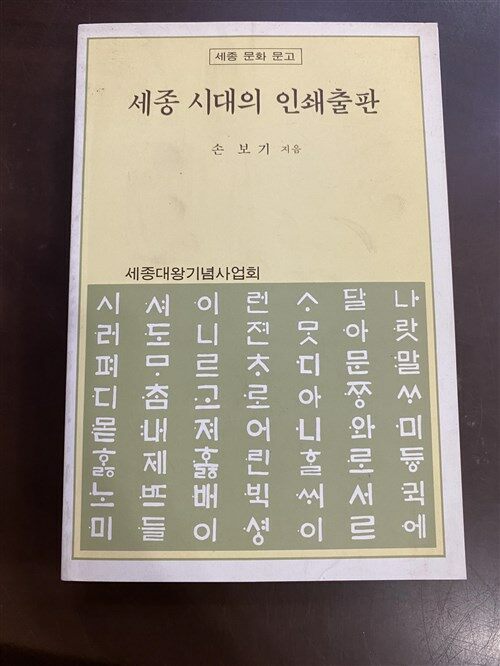 세종 문화 문고
세종 시대의 인쇄출판
손 보 기 지음
세종대왕기념사업회
나랏말ᄊᆞ미듕귁에
달아문ᄍᆞᆼ와로서르
ᄉᆞᄆᆞᆺ디아니ᄒᆞᆯᄊᆡ이
런젼ᄎᆞ로어린ᄇᆡᆨ셩
이니르고져호ᇙ배이
셔도ᄆᆞᄎᆞᆷ내제ᄠᅳ들
시러펴디몯ᄒᆞᇙ노미